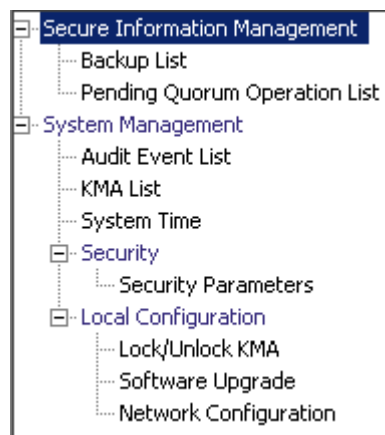 Secure Information Management
Backup List
Pending Quorum Operation List
System Management
Audit Event List
KMA List
System Time
Security
Security Parameters
Local Configuration
Lock/Unlock KMA
Software Upgrade
Network Configuration